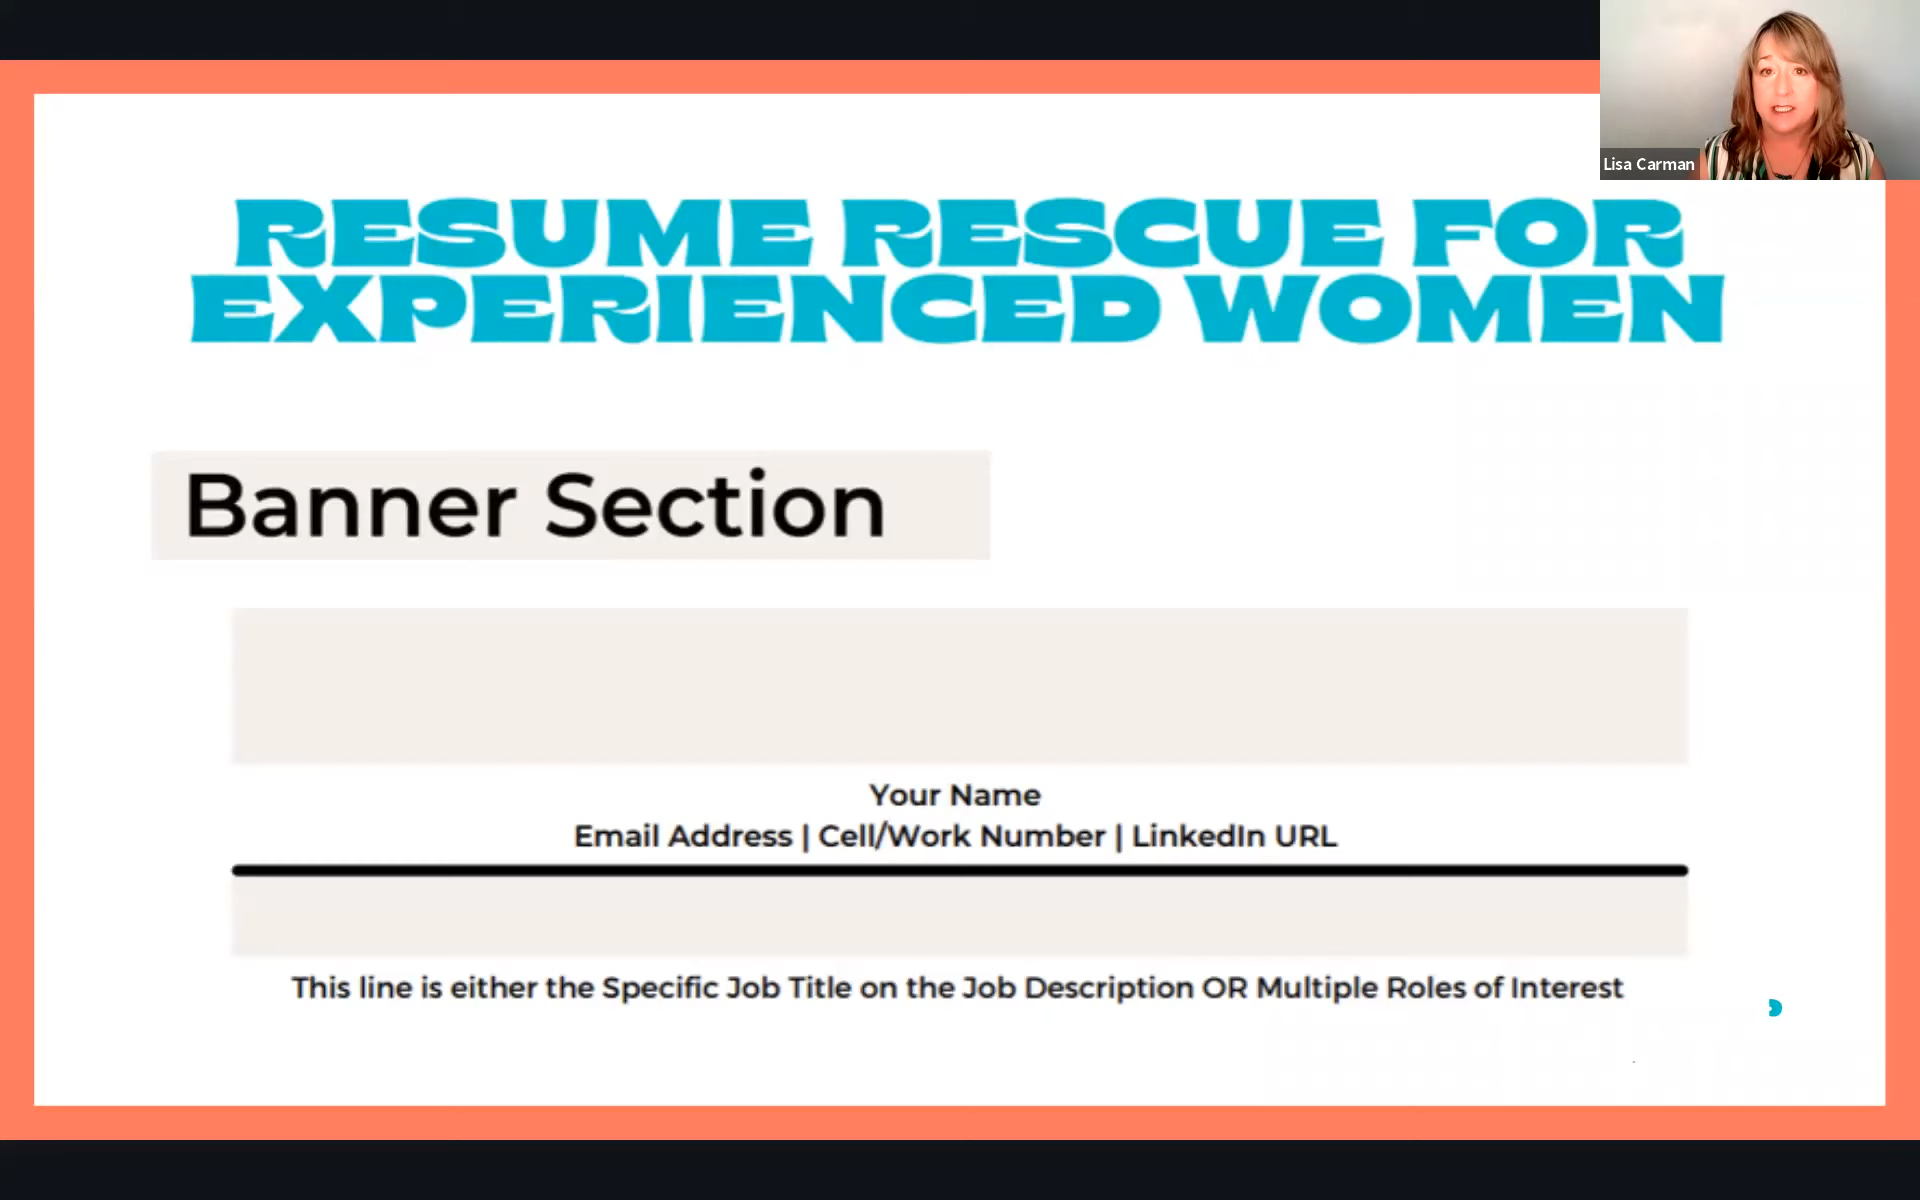 Lisa Carman
RESUME RESCUE FOR
EXPERIENCED WOMEN
Banner Section
Your Name
Email Address | Cell/Work Number | LinkedIn URL
This line is either the Specific Job Title on the Job Description OR Multiple Roles of Interest